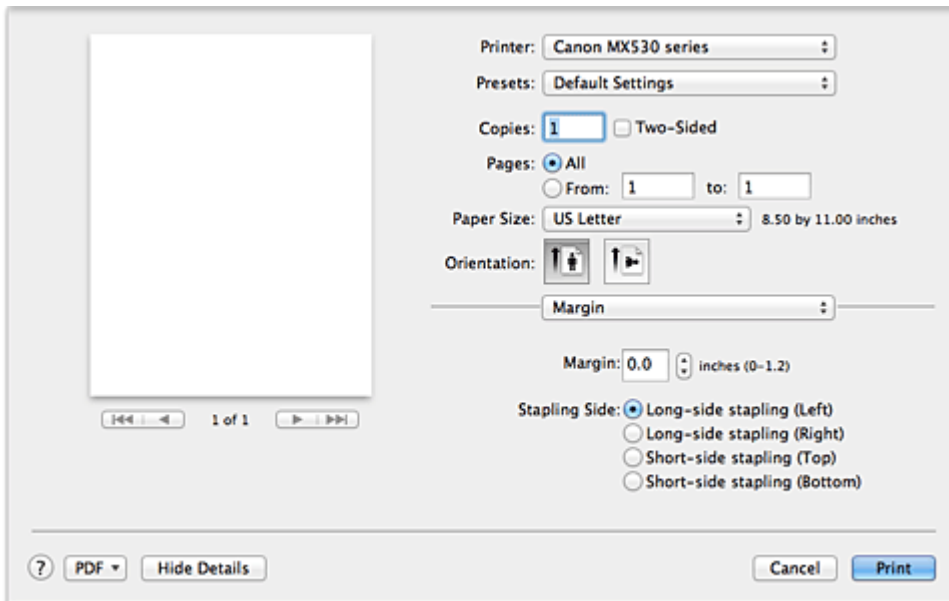 Printer: Canon MX530 series
Presets: Default Settings
Copies: 1 Two-Sided
Pages: All
From: 1 to: 1
Paper Size: US Letter 8.50 by 11.00 inches
Orientation:
Margin
Margin: 0.0 inches (0-1.2)
1 of 1
Stapling Side: Long-side stapling (Left)
Long-side stapling (Right)
Short-side stapling (Top)
Short-side stapling (Bottom)
? PDF Hide Details Cancel Print